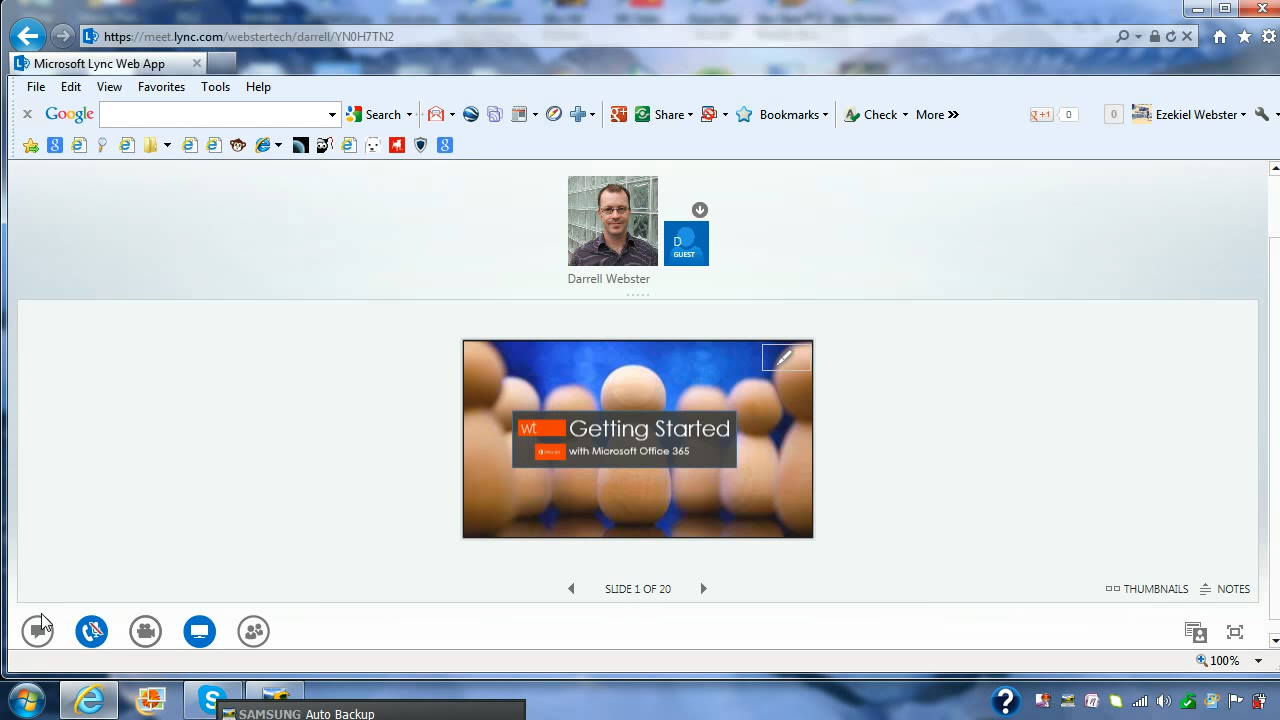 https://meet.lync.com/webstertech/darrell/YN0H7TN2
Microsoft Lync Web App
File Edit View Favorites Tools Help
Google Search Share Bookmarks Check More >> +1 0 0 Ezekiel Webster
D
GUEST
Darrell Webster
wt Getting Started
with Microsoft Office 365
SLIDE 1 OF 20
THUMBNAILS NOTES
100%
SAMSUNG Auto Backup